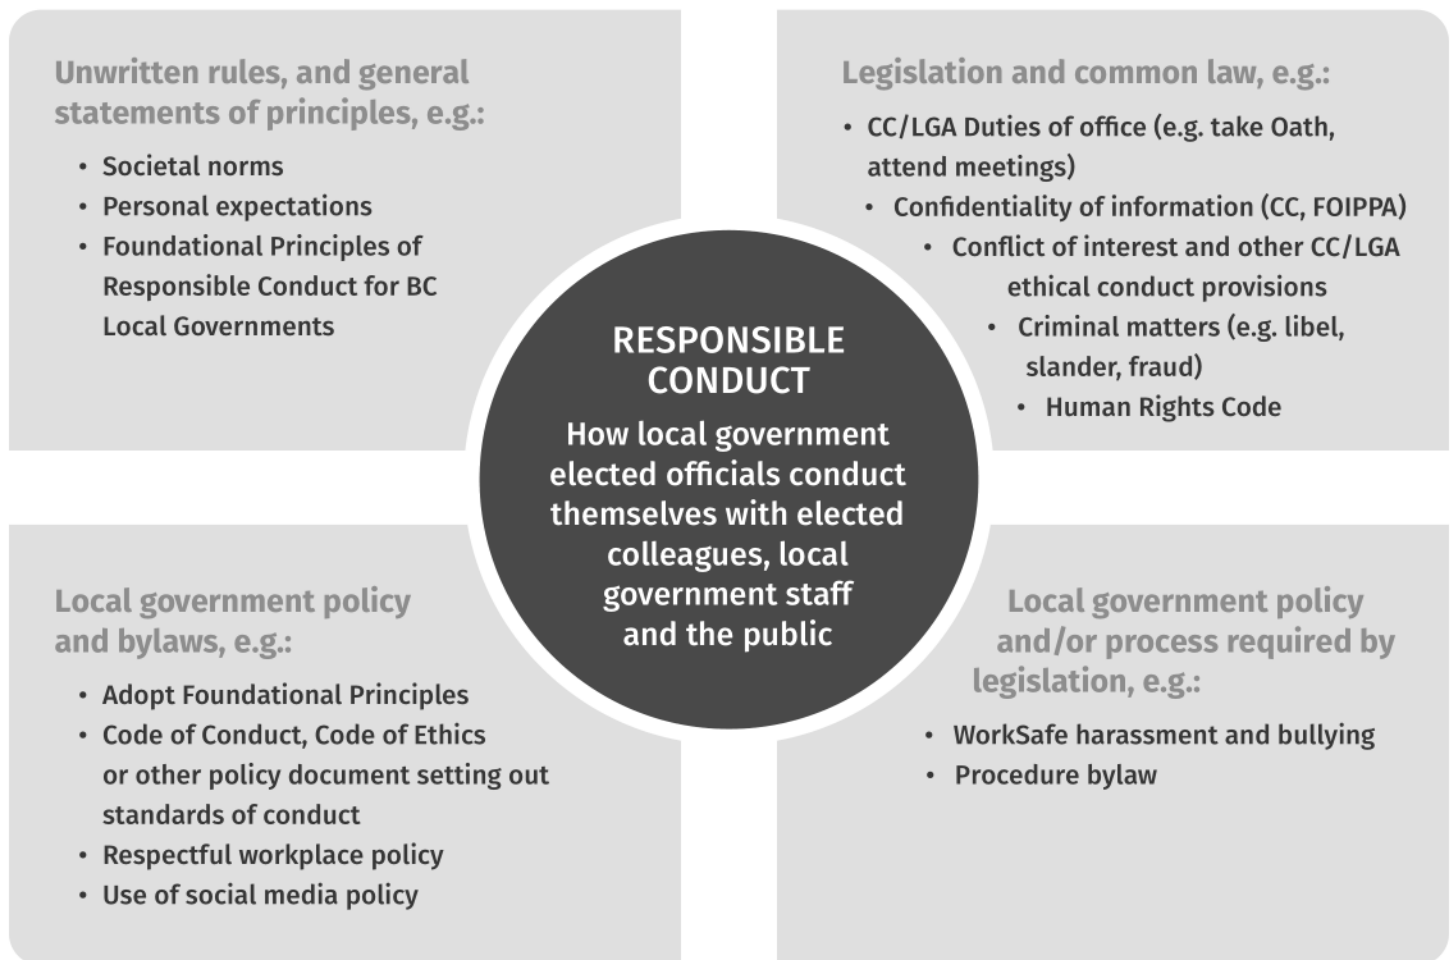 Unwritten rules, and general
statements of principles, e.g.:
• Societal norms
• Personal expectations
• Foundational Principles of
Responsible Conduct for BC
Local Governments
Legislation and common law, e.g.:
• CC/LGA Duties of office (e.g. take Oath,
attend meetings)
• Confidentiality of information (CC, FOIPPA)
• Conflict of interest and other CC/LGA
ethical conduct provisions
• Criminal matters (e.g. libel,
slander, fraud)
• Human Rights Code
RESPONSIBLE
CONDUCT
How local government
elected officials conduct
themselves with elected
colleagues, local
government staff
and the public
Local government policy
and bylaws, e.g.:
• Adopt Foundational Principles
• Code of Conduct, Code of Ethics
or other policy document setting out
standards of conduct
• Respectful workplace policy
• Use of social media policy
Local government policy
and/or process required by
legislation, e.g.:
• WorkSafe harassment and bullying
• Procedure bylaw